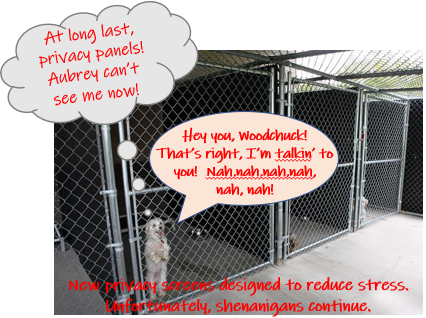 At long last,
privacy panels!
Aubrey can't
see me now!
Hey you, Woodchuck!
That's right, I'm talkin' to
you! Nah,nah,nah,nah,
nah, nah!
New privacy screens designed to reduce stress.
Unfortunately, shenanigans continue.